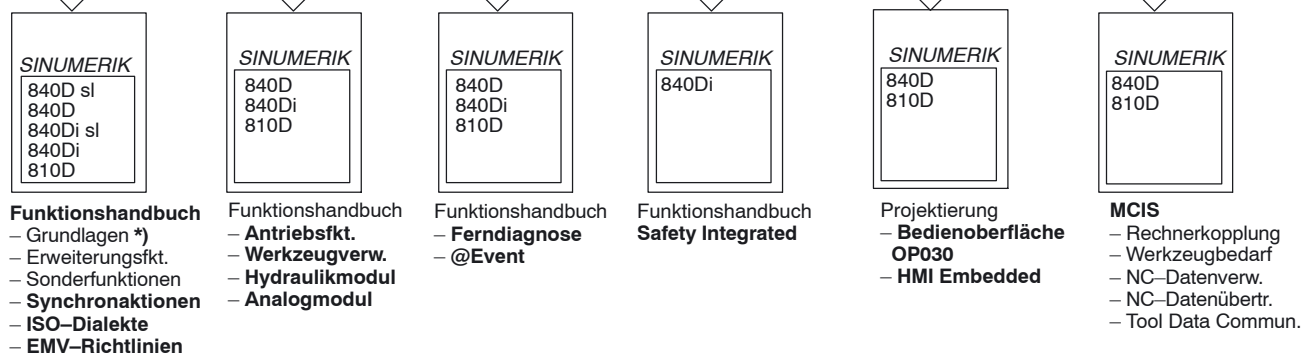 SINUMERIK
840D sl
840D
840Di sl
840Di
810D
Funktionshandbuch
– Grundlagen *)
– Erweiterungsfkt.
– Sonderfunktionen
– Synchronaktionen
– ISO–Dialekte
– EMV–Richtlinien
SINUMERIK
840D
840Di
810D
Funktionshandbuch
– Antriebsfkt.
– Werkzeugverw.
– Hydraulikmodul
– Analogmodul
SINUMERIK
840D
840Di
810D
Funktionshandbuch
– Ferndiagnose
– @Event
SINUMERIK
840Di
Funktionshandbuch
Safety Integrated
SINUMERIK
840D
810D
Projektierung
– Bedienoberfläche
OP030
– HMI Embedded
SINUMERIK
840D
810D
MCIS
– Rechnerkopplung
– Werkzeugbedarf
– NC–Datenverw.
– NC–Datenübertr.
– Tool Data Commun.